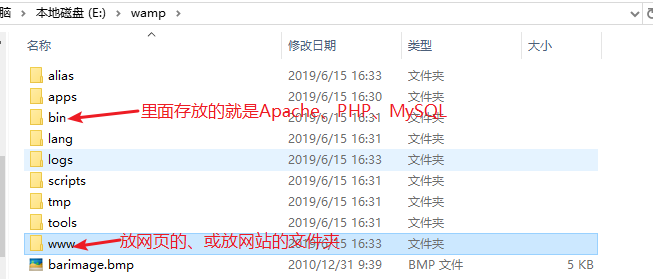 脑 > 本地磁盘 (E:) > wamp
名称 修改日期 类型 大小
alias 2019/6/15 16:33 文件夹
apps 2019/6/15 16:30 文件夹
里面存放的就是Apache、PHP、MySQL
bin 2019/6/15 16:31 文件夹
lang 2019/6/15 16:31 文件夹
logs 2019/6/15 16:33 文件夹
scripts 2019/6/15 16:31 文件夹
tmp 2019/6/15 16:31 文件夹
tools 2019/6/15 16:31 文件夹
放网页的、或放网站的文件夹
www 2019/6/15 16:33 文件夹
barimage.bmp 2010/12/31 9:39 BMP 文件 5 KB